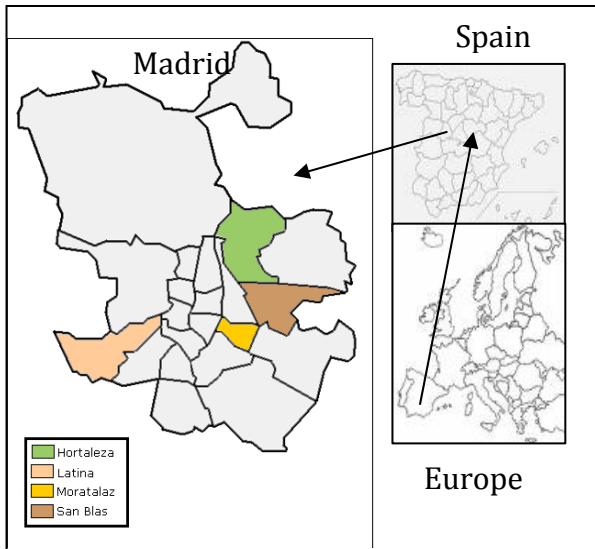 Madrid
Spain
Europe
Hortaleza
Latina
Moratalaz
San Blas